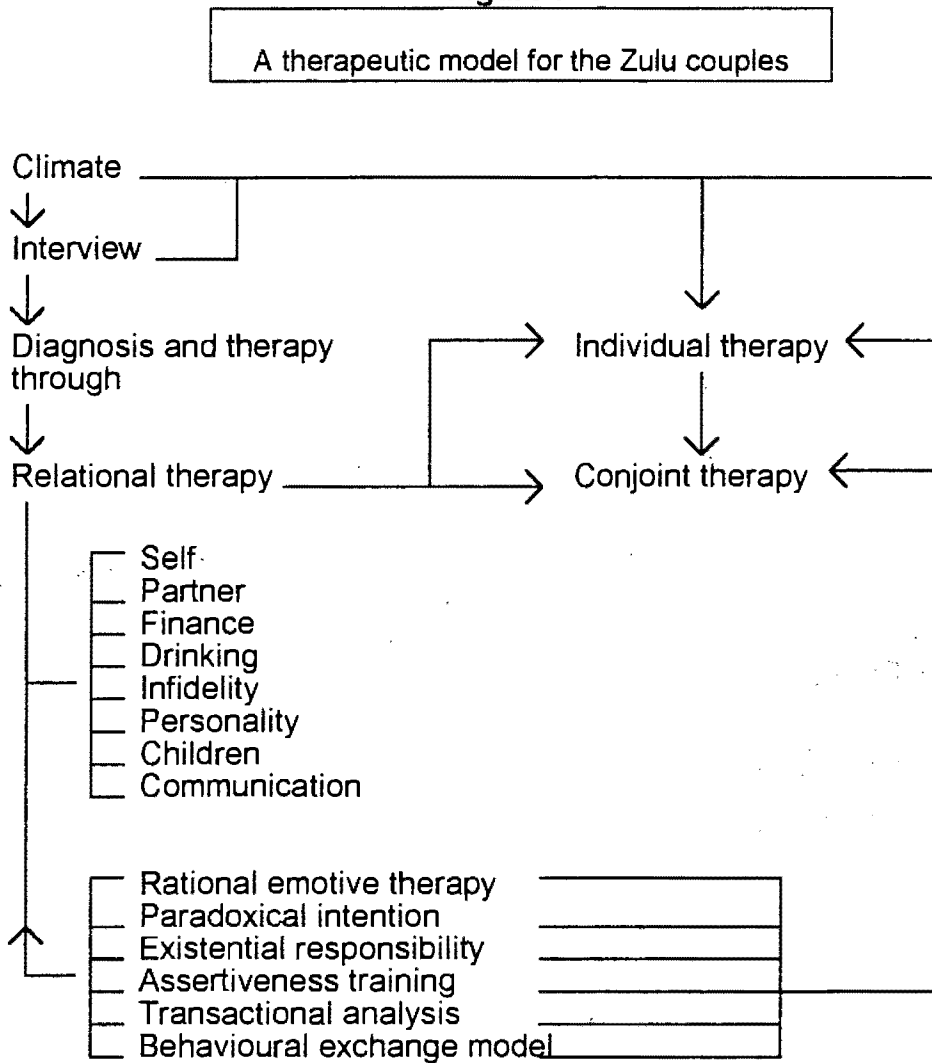 A therapeutic model for the Zulu couples
Climate
Interview
Diagnosis and therapy
through
Individual therapy
Relational therapy
Conjoint therapy
Self
Partner
Finance
Drinking
Infidelity
Personality
Children
Communication
Rational emotive therapy
Paradoxical intention
Existential responsibility
Assertiveness training
Transactional analysis
Behavioural exchange model